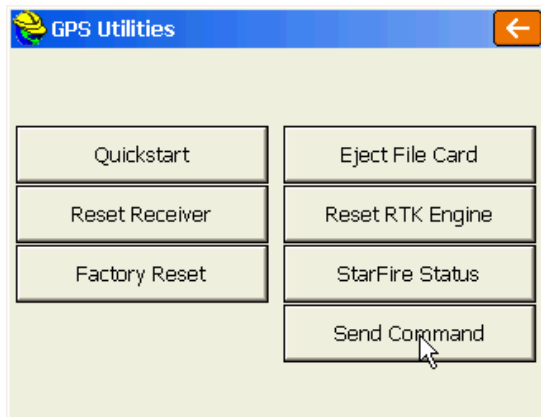 GPS Utilities
Quickstart
Eject File Card
Reset Receiver
Reset RTK Engine
Factory Reset
StarFire Status
Send Command